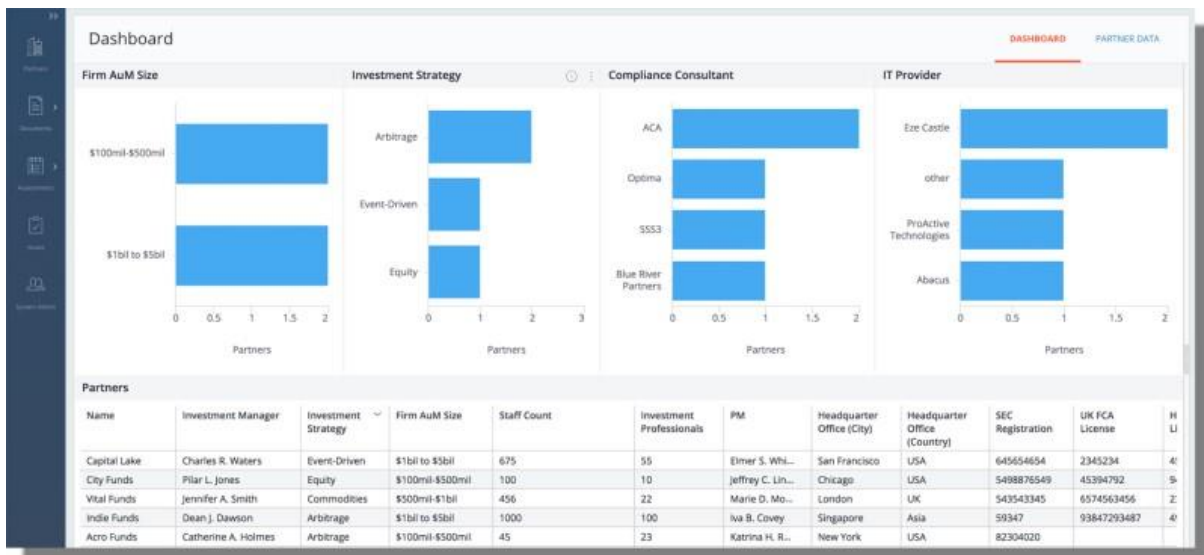 Dashboard
DASHBOARD
PARTNER DATA
Firm AuM Size
$100mil-$500mil
$1bil to $5bil
0 0.5 1 1.5 2
Partners
Investment Strategy
Arbitrage
Event-Driven
Equity
0 1 2 3
Partners
Compliance Consultant
ACA
Optima
SSS3
Blue River
Partners
0 0.5 1 1.5 2
Partners
IT Provider
Eze Castle
other
ProActive
Technologies
Abacus
0 0.5 1 1.5 2
Partners
Partners
Name Investment Manager Investment Firm AuM Size Staff Count Investment PM Headquarter Headquarter SEC UK FCA H
Strategy Professionals Office (City) Office Registration License Li
(Country)
Capital Lake Charles R. Waters Event-Driven $1bil to $5bil 675 55 Elmer S. Whi... San Francisco USA 645654654 2345234
City Funds Pilar L. Jones Equity $100mil-$500mil 100 10 Jeffrey C. Lin... Chicago USA 5498876549 45394792
Vital Funds Jennifer A. Smith Commodities $500mil-$1bil 456 22 Marie D. Mo... London UK 543543345 6574563456
Indie Funds Dean J. Dawson Arbitrage $1bil to $5bil 1000 100 Iva B. Covey Singapore Asia 59347 93847293487
Acro Funds Catherine A. Holmes Arbitrage $100mil-$500mil 45 23 Katrina H. R... New York USA 82304020